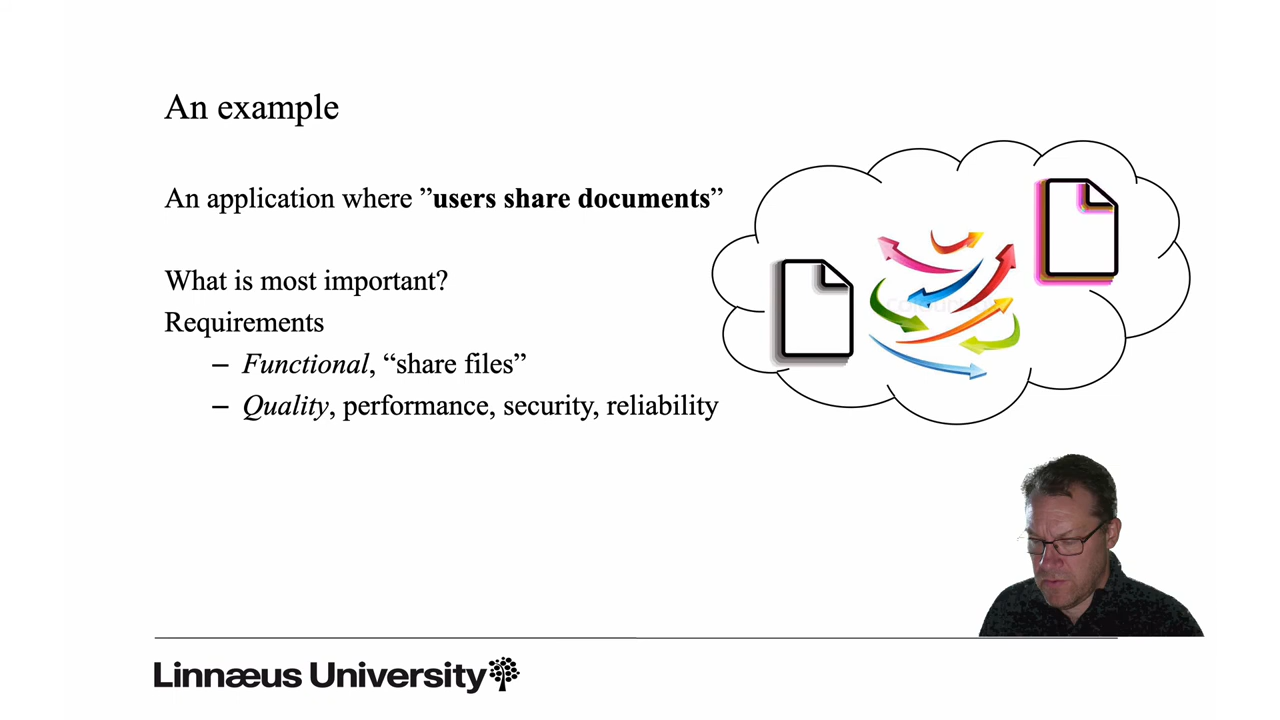 An example
An application where ”users share documents”
What is most important?
Requirements
– Functional, “share files”
– Quality, performance, security, reliability
Linnæus University